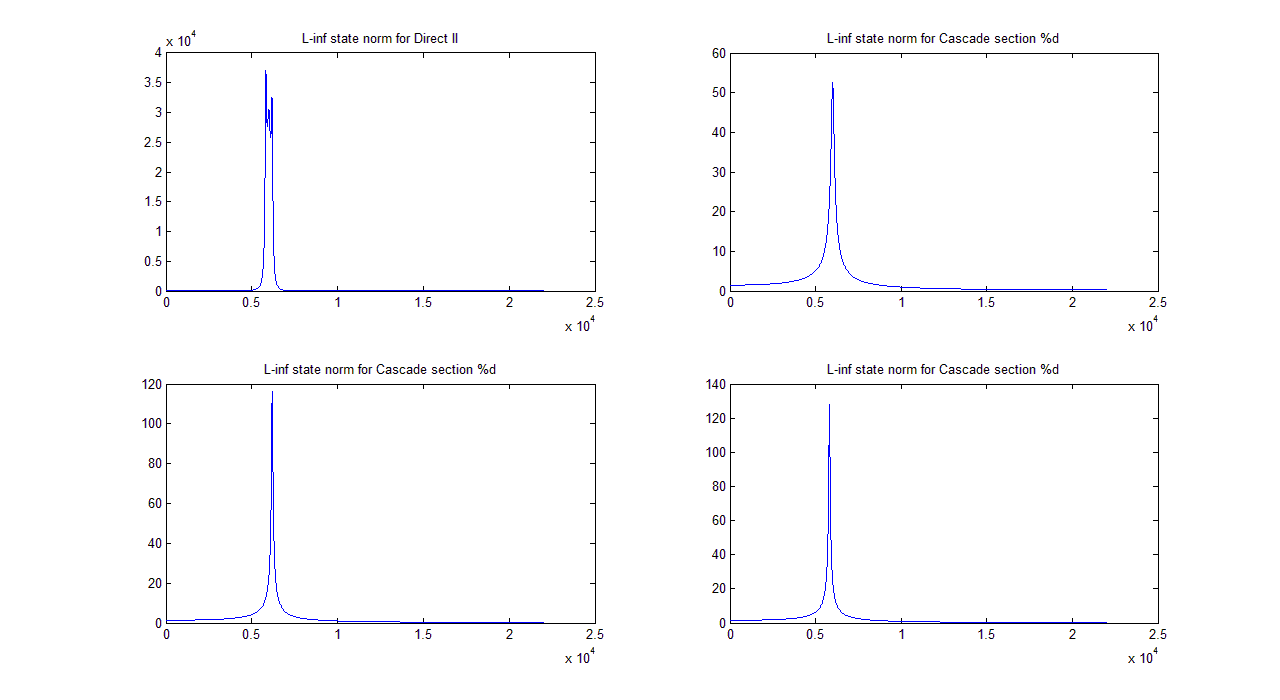 L-inf state norm for Direct II
x 10^4
4
3.5
3
2.5
2
1.5
1
0.5
0
0 0.5 1 1.5 2 2.5
x 10^4
L-inf state norm for Cascade section %d
60
50
40
30
20
10
0
0 0.5 1 1.5 2 2.5
x 10^4
L-inf state norm for Cascade section %d
120
100
80
60
40
20
0
0 0.5 1 1.5 2 2.5
x 10^4
L-inf state norm for Cascade section %d
140
120
100
80
60
40
20
0
0 0.5 1 1.5 2 2.5
x 10^4